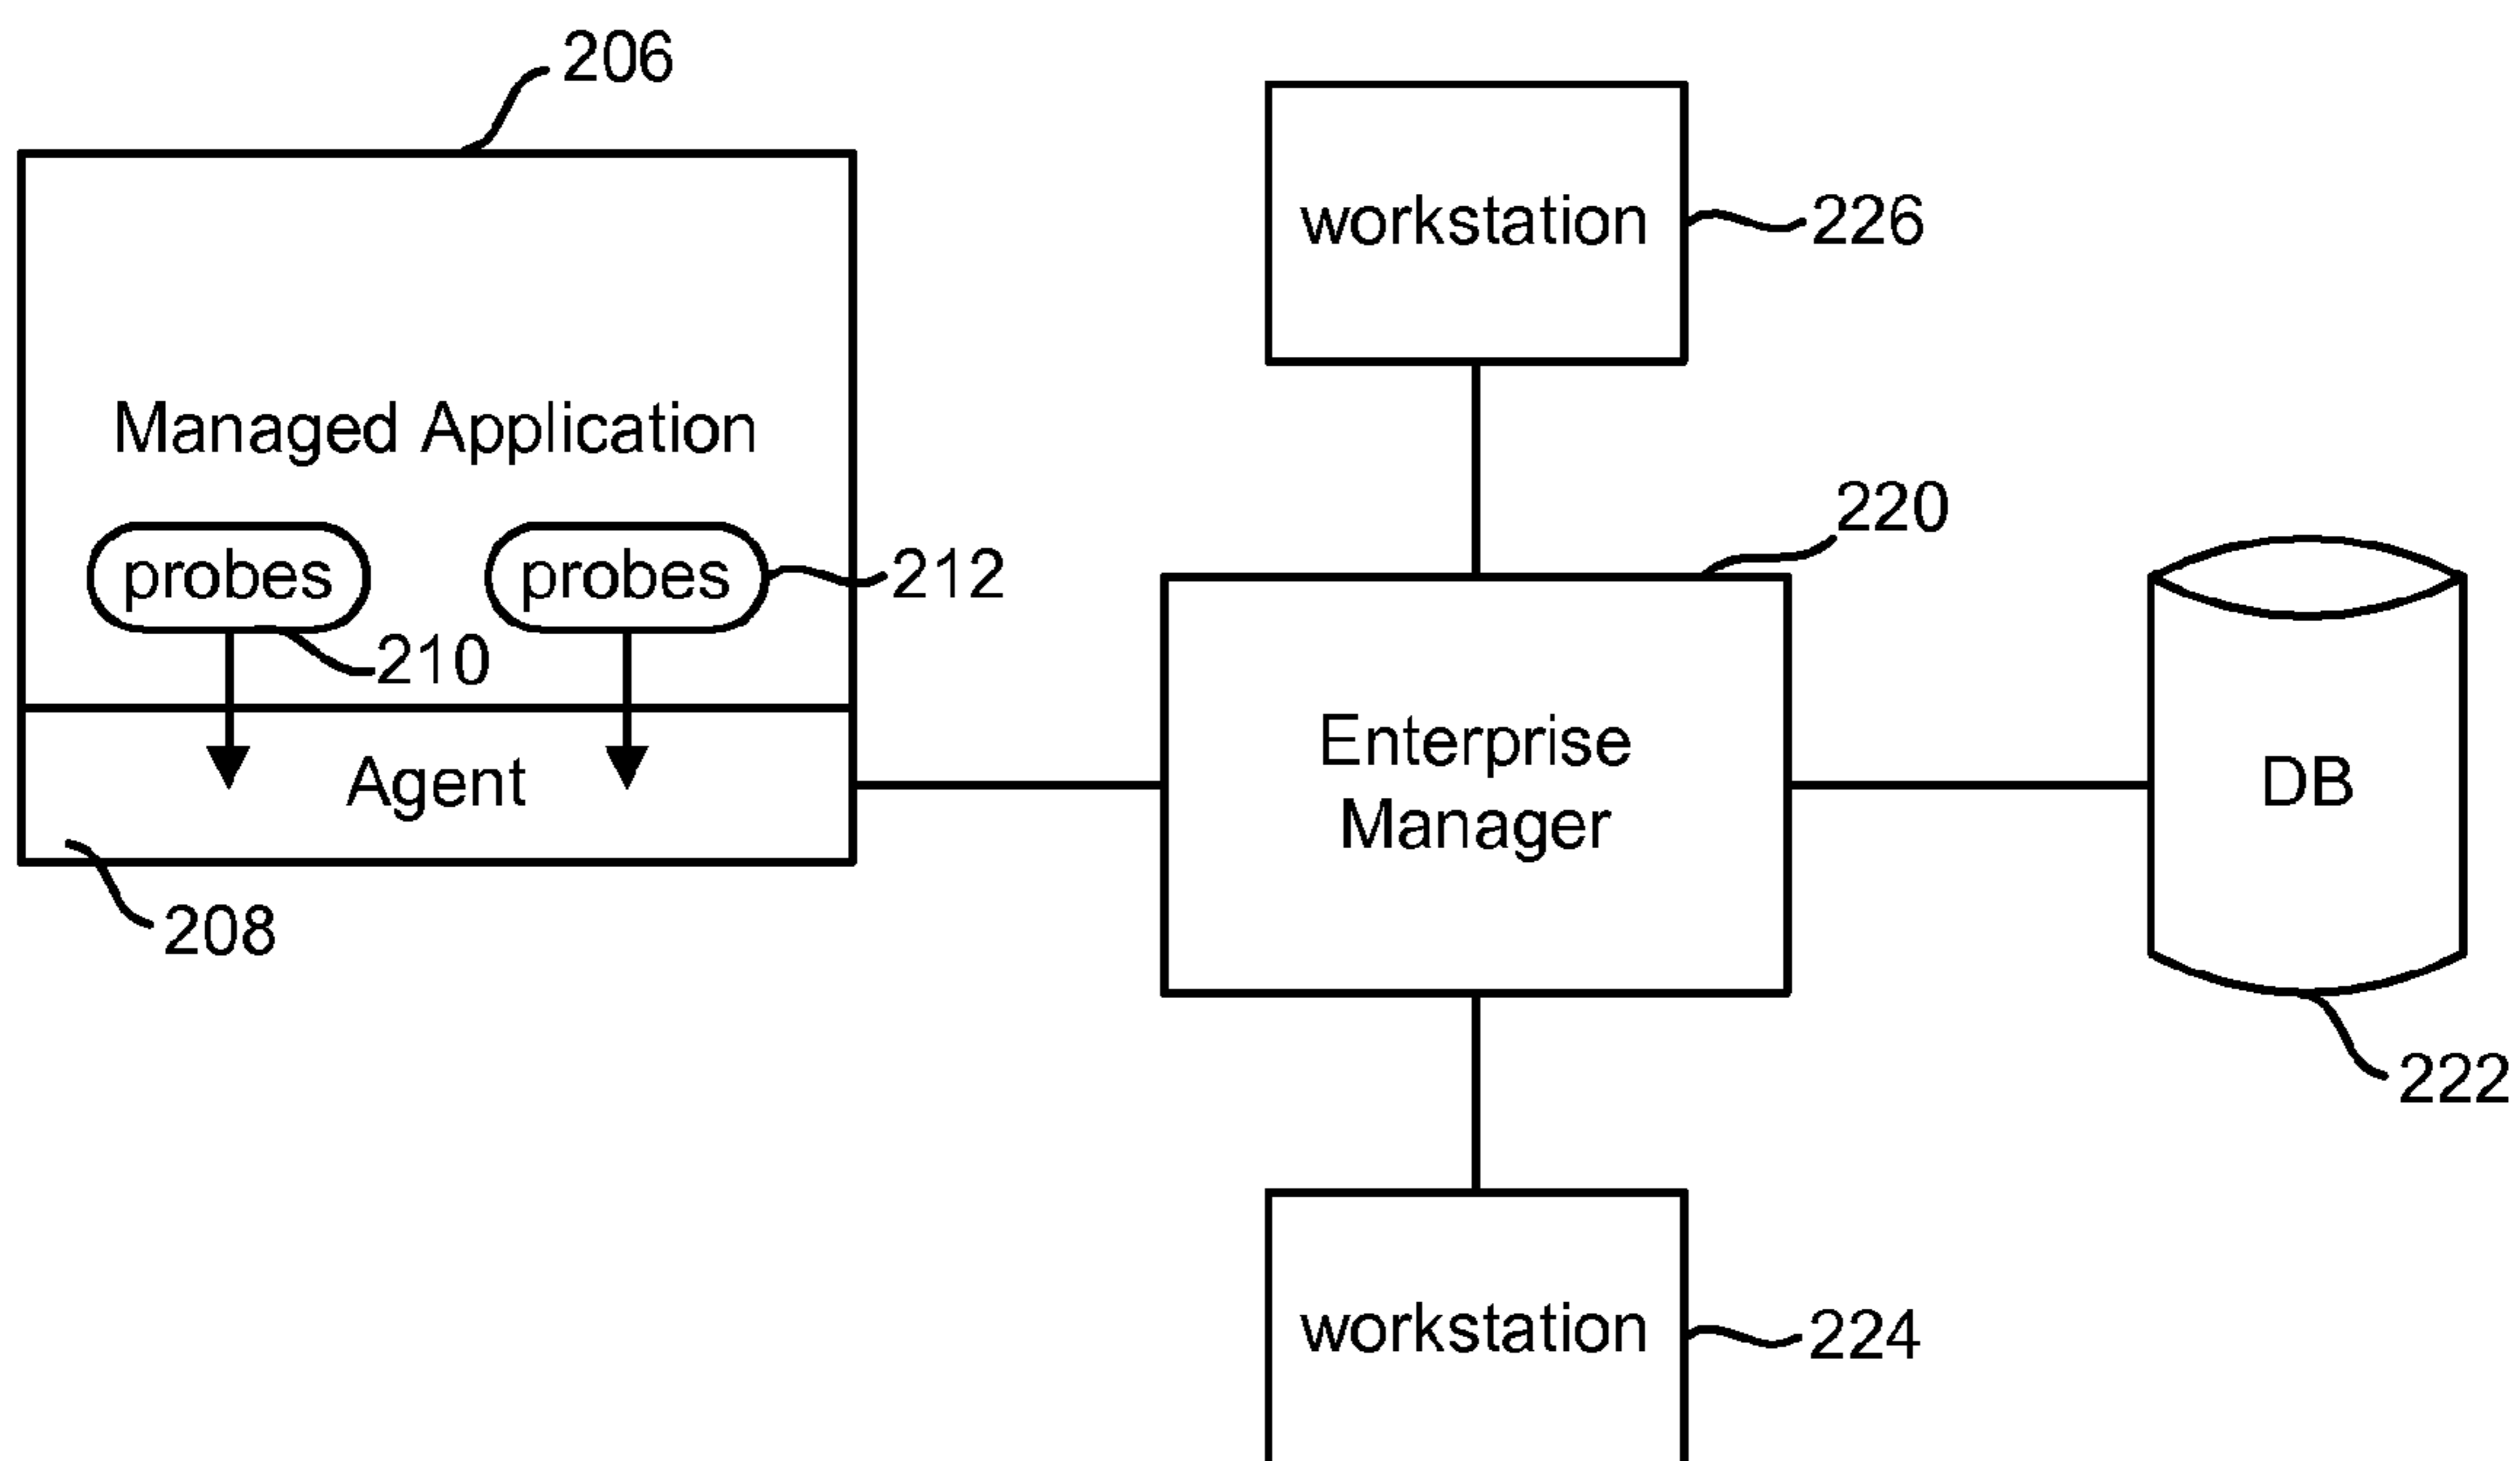 206
workstation
226
Managed Application
220
probes
probes
212
210
Enterprise
Manager
Agent
DB
208
222
workstation
224